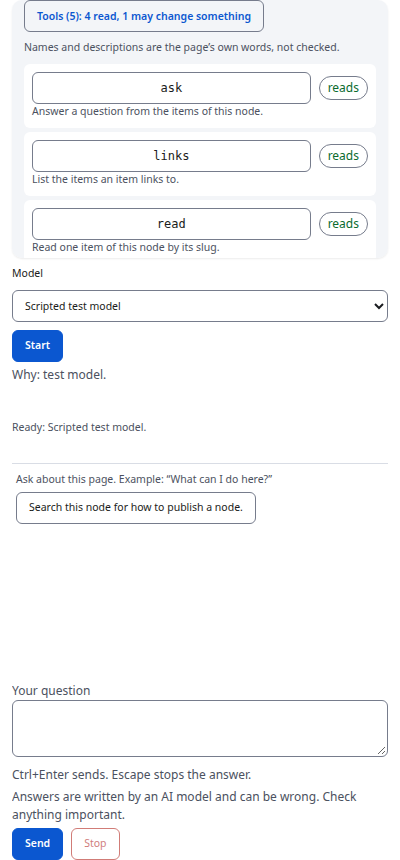 Tools (5): 4 read, 1 may change something
Names and descriptions are the page's own words, not checked.
ask
reads
Answer a question from the items of this node.
links
reads
List the items an item links to.
read
reads
Read one item of this node by its slug.
Model
Scripted test model
Start
Why: test model.
Ready: Scripted test model.
Ask about this page. Example: “What can I do here?”
Search this node for how to publish a node.
Your question
Ctrl+Enter sends. Escape stops the answer.
Answers are written by an AI model and can be wrong. Check
anything important.
Send
Stop